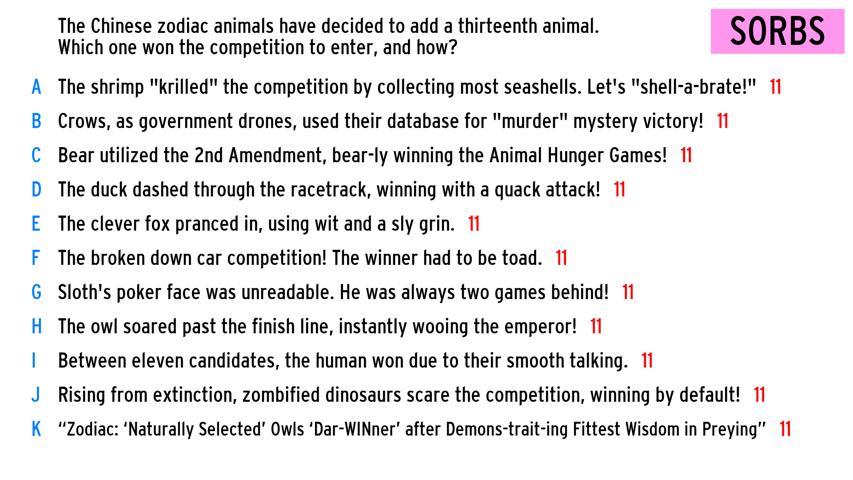 The Chinese zodiac animals have decided to add a thirteenth animal.
Which one won the competition to enter, and how?
SORBS
A The shrimp "krilled" the competition by collecting most seashells. Let's "shell-a-brate!" 11
B Crows, as government drones, used their database for "murder" mystery victory! 11
C Bear utilized the 2nd Amendment, bear-ly winning the Animal Hunger Games! 11
D The duck dashed through the racetrack, winning with a quack attack! 11
E The clever fox pranced in, using wit and a sly grin. 11
F The broken down car competition! The winner had to be toad. 11
G Sloth's poker face was unreadable. He was always two games behind! 11
H The owl soared past the finish line, instantly wooing the emperor! 11
I Between eleven candidates, the human won due to their smooth talking. 11
J Rising from extinction, zombified dinosaurs scare the competition, winning by default! 11
K “Zodiac: ‘Naturally Selected’ Owls ‘Dar-WINner’ after Demons-trait-ing Fittest Wisdom in Preying” 11